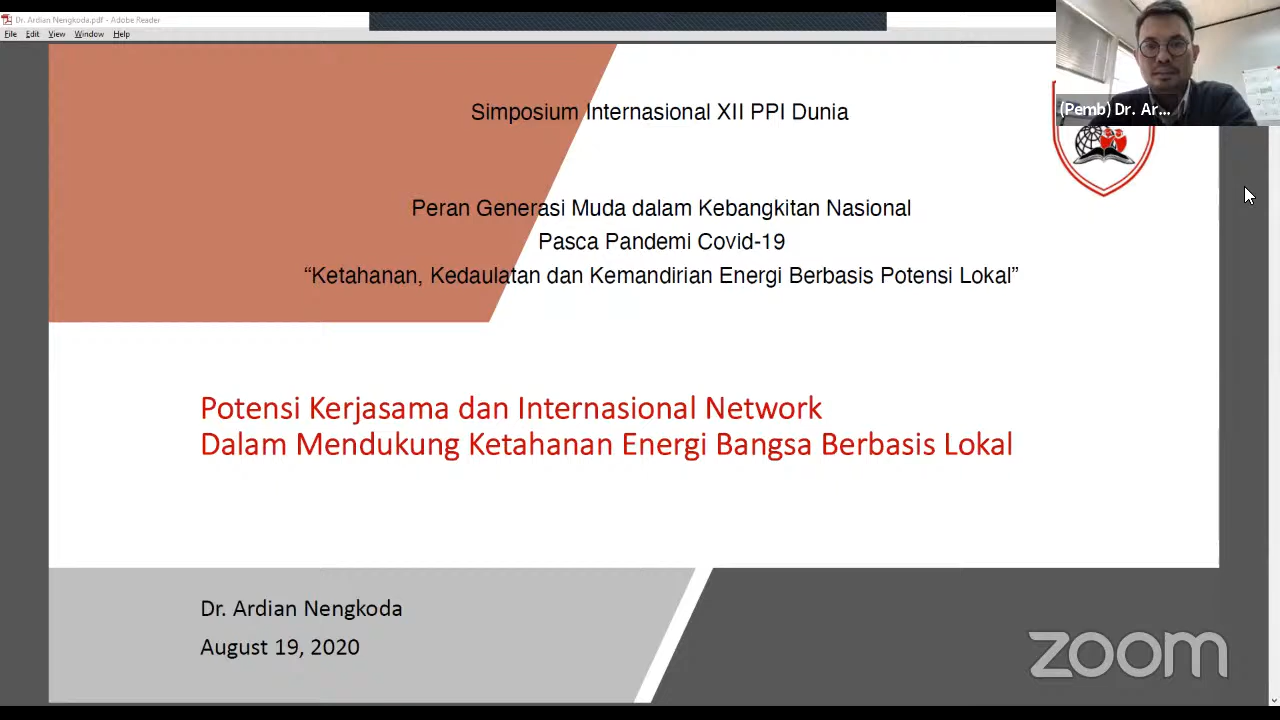 Dr. Ardian Nengkoda.pdf - Adobe Reader
File Edit View Window Help
(Pemb) Dr. Ar...
Simposium Internasional XII PPI Dunia
Peran Generasi Muda dalam Kebangkitan Nasional
Pasca Pandemi Covid-19
“Ketahanan, Kedaulatan dan Kemandirian Energi Berbasis Potensi Lokal”
Potensi Kerjasama dan Internasional Network
Dalam Mendukung Ketahanan Energi Bangsa Berbasis Lokal
Dr. Ardian Nengkoda
August 19, 2020
zoom